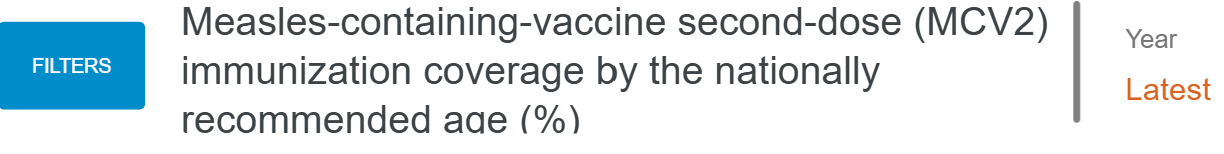 FILTERS
Measles-containing-vaccine second-dose (MCV2)
immunization coverage by the nationally
recommended age (%)
Year
Latest